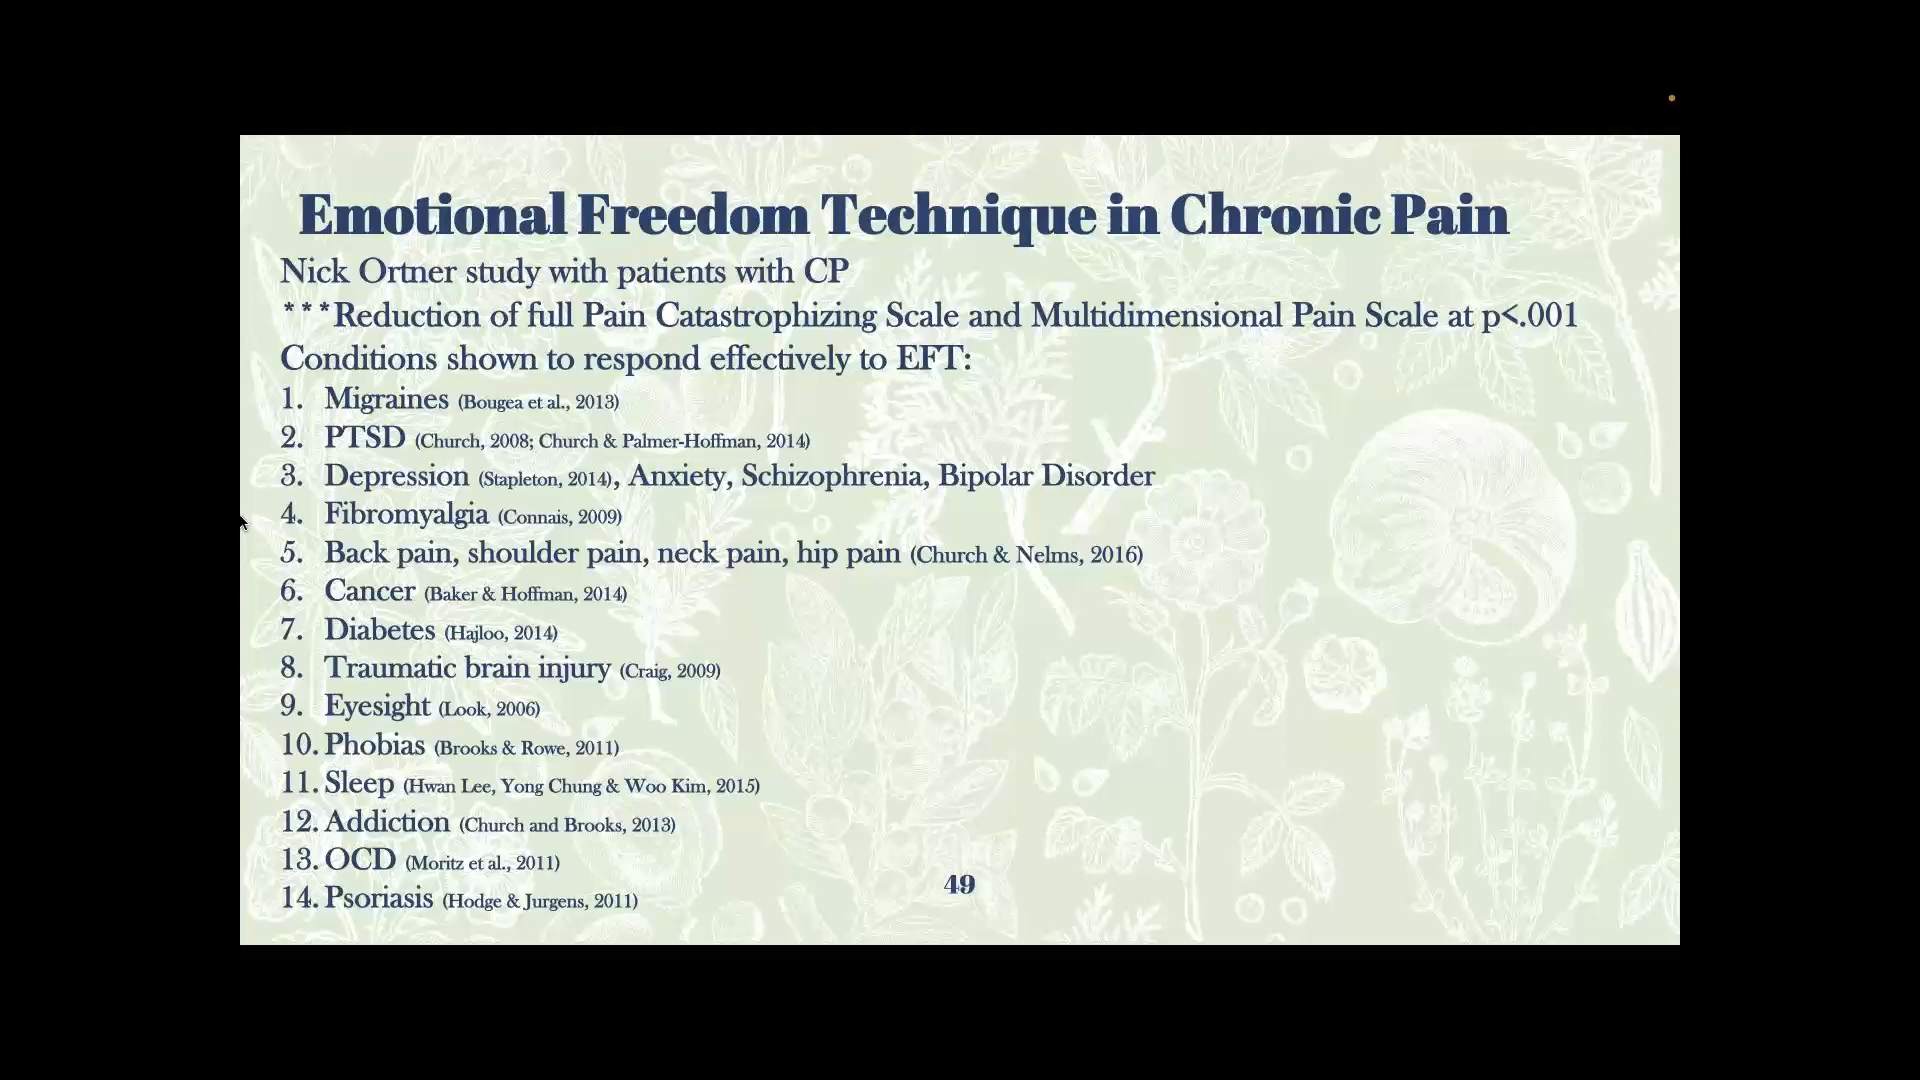 Emotional Freedom Technique in Chronic Pain
Nick Ortner study with patients with CP
***Reduction of full Pain Catastrophizing Scale and Multidimensional Pain Scale at p<.001
Conditions shown to respond effectively to EFT:
1. Migraines (Bougea et al., 2013)
2. PTSD (Church, 2008; Church & Palmer-Hoffman, 2014)
3. Depression (Stapleton, 2014), Anxiety, Schizophrenia, Bipolar Disorder
4. Fibromyalgia (Connais, 2009)
5. Back pain, shoulder pain, neck pain, hip pain (Church & Nelms, 2016)
6. Cancer (Baker & Hoffman, 2014)
7. Diabetes (Hajloo, 2014)
8. Traumatic brain injury (Craig, 2009)
9. Eyesight (Look, 2006)
10. Phobias (Brooks & Rowe, 2011)
11. Sleep (Hwan Lee, Yong Chung & Woo Kim, 2015)
12. Addiction (Church and Brooks, 2013)
13. OCD (Moritz et al., 2011)
14. Psoriasis (Hodge & Jurgens, 2011)
49